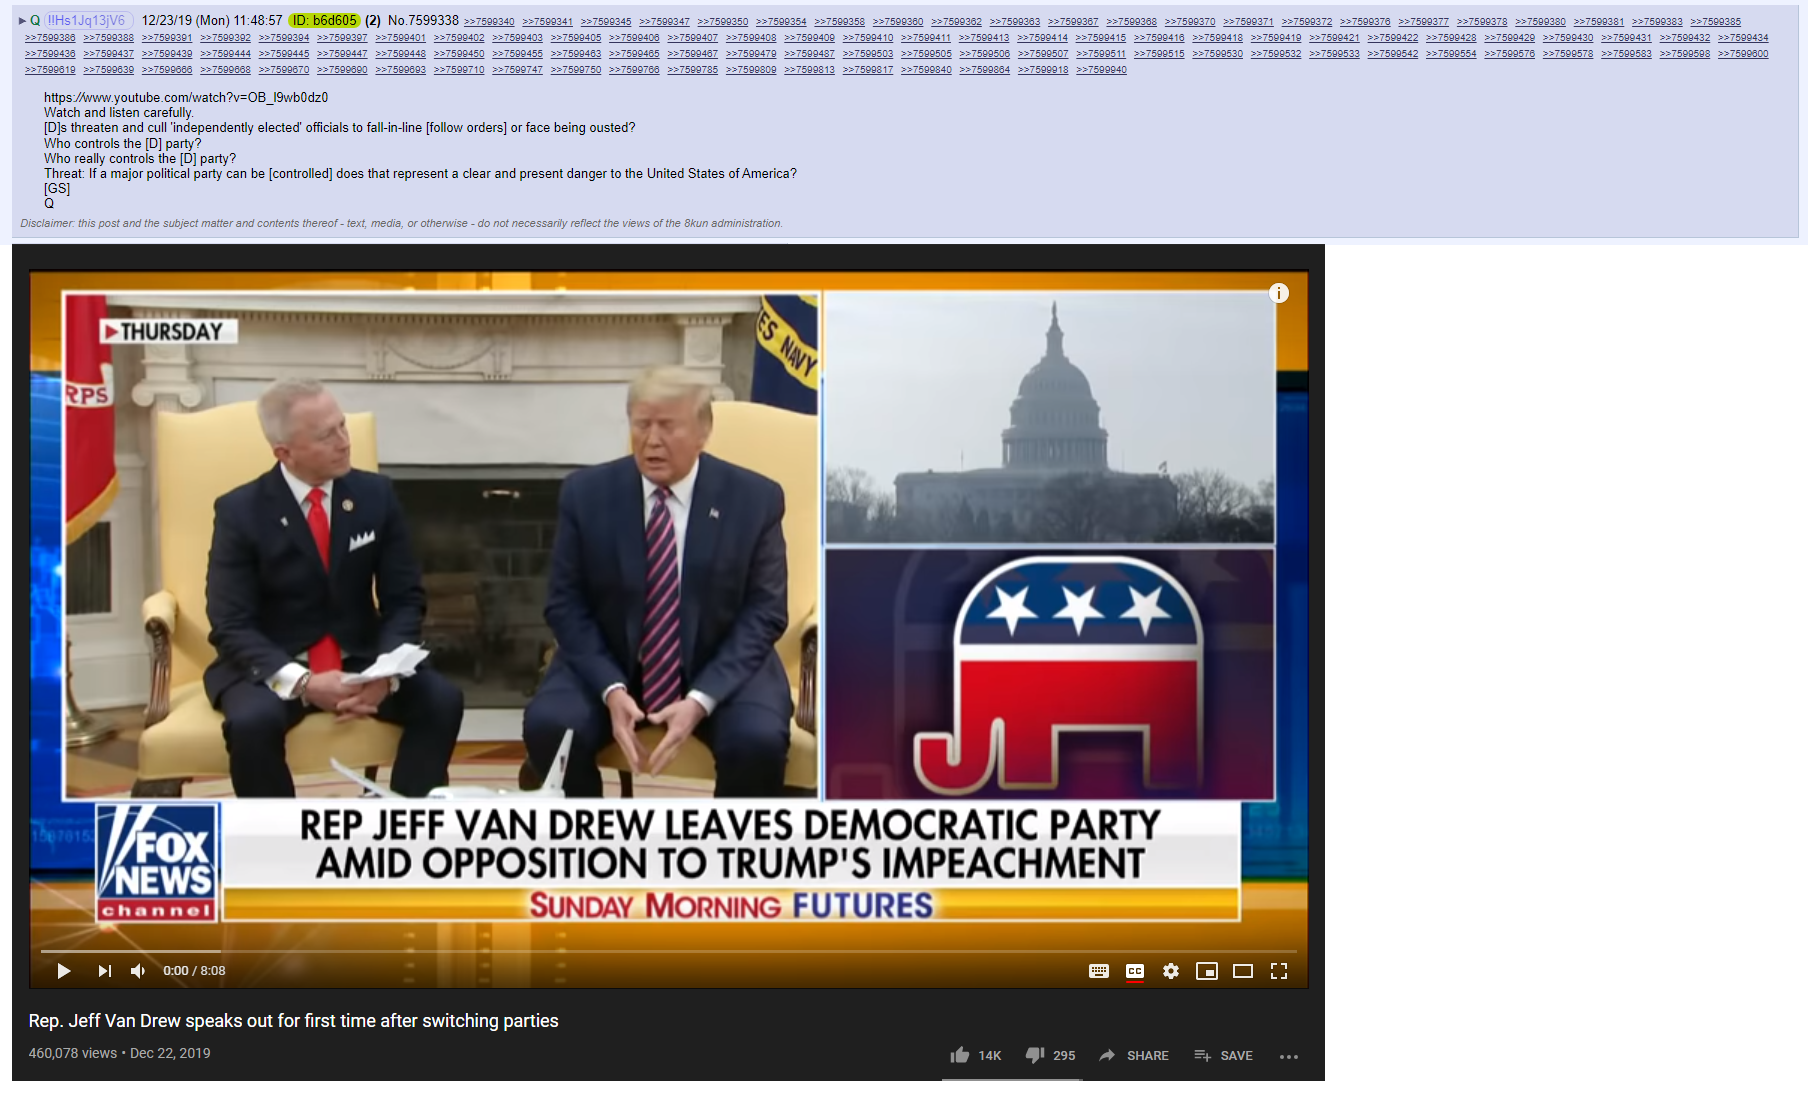 ▶ Q !!Hs1Jq13jV6 12/23/19 (Mon) 11:48:57 ID: b6d605 (2) No.7599338 >>7599340 >>7599341 >>7599345 >>7599347 >>7599350 >>7599354 >>7599358 >>7599360 >>7599362 >>7599363 >>7599367 >>7599368 >>7599370 >>7599371 >>7599372 >>7599376 >>7599377 >>7599378 >>7599380 >>7599381 >>7599383 >>7599385
>>7599386 >>7599388 >>7599391 >>7599392 >>7599394 >>7599397 >>7599401 >>7599402 >>7599403 >>7599405 >>7599406 >>7599407 >>7599408 >>7599409 >>7599410 >>7599411 >>7599413 >>7599414 >>7599415 >>7599416 >>7599418 >>7599419 >>7599421 >>7599422 >>7599428 >>7599429 >>7599430 >>7599431 >>7599432 >>7599434
>>7599436 >>7599437 >>7599439 >>7599444 >>7599445 >>7599447 >>7599448 >>7599450 >>7599455 >>7599463 >>7599465 >>7599467 >>7599479 >>7599487 >>7599503 >>7599505 >>7599506 >>7599507 >>7599511 >>7599515 >>7599530 >>7599532 >>7599533 >>7599542 >>7599554 >>7599576 >>7599578 >>7599583 >>7599598 >>7599600
>>7599619 >>7599639 >>7599666 >>7599668 >>7599670 >>7599690 >>7599693 >>7599710 >>7599747 >>7599750 >>7599766 >>7599785 >>7599809 >>7599813 >>7599817 >>7599840 >>7599864 >>7599918 >>7599940
https://www.youtube.com/watch?v=OB_I9wb0dz0
Watch and listen carefully.
[D]s threaten and cull 'independently elected' officials to fall-in-line [follow orders] or face being ousted?
Who controls the [D] party?
Who really controls the [D] party?
Threat: If a major political party can be [controlled] does that represent a clear and present danger to the United States of America?
[GS]
Q
Disclaimer: this post and the subject matter and contents thereof - text, media, or otherwise - do not necessarily reflect the views of the 8kun administration.
THURSDAY
ES NAVY
RPS
REP JEFF VAN DREW LEAVES DEMOCRATIC PARTY
AMID OPPOSITION TO TRUMP'S IMPEACHMENT
FOX
NEWS
channel
SUNDAY MORNING FUTURES
0:00 / 8:08
CC
Rep. Jeff Van Drew speaks out for first time after switching parties
460,078 views • Dec 22, 2019
14K 295 SHARE SAVE